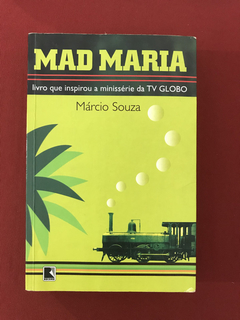 MAD MARIA
livro que inspirou a minissérie da TV GLOBO
Márcio Souza